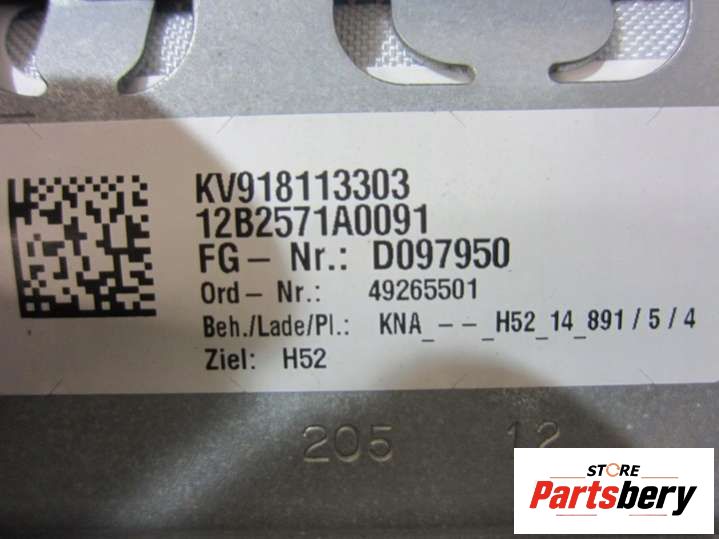 KV918113303
12B2571A0091
FG– Nr.: D097950
Ord– Nr.: 49265501
Beh./Lade/Pl.: KNA_– –_H52_14_891 / 5 / 4
Ziel: H52
205 12
STORE
Partsbery